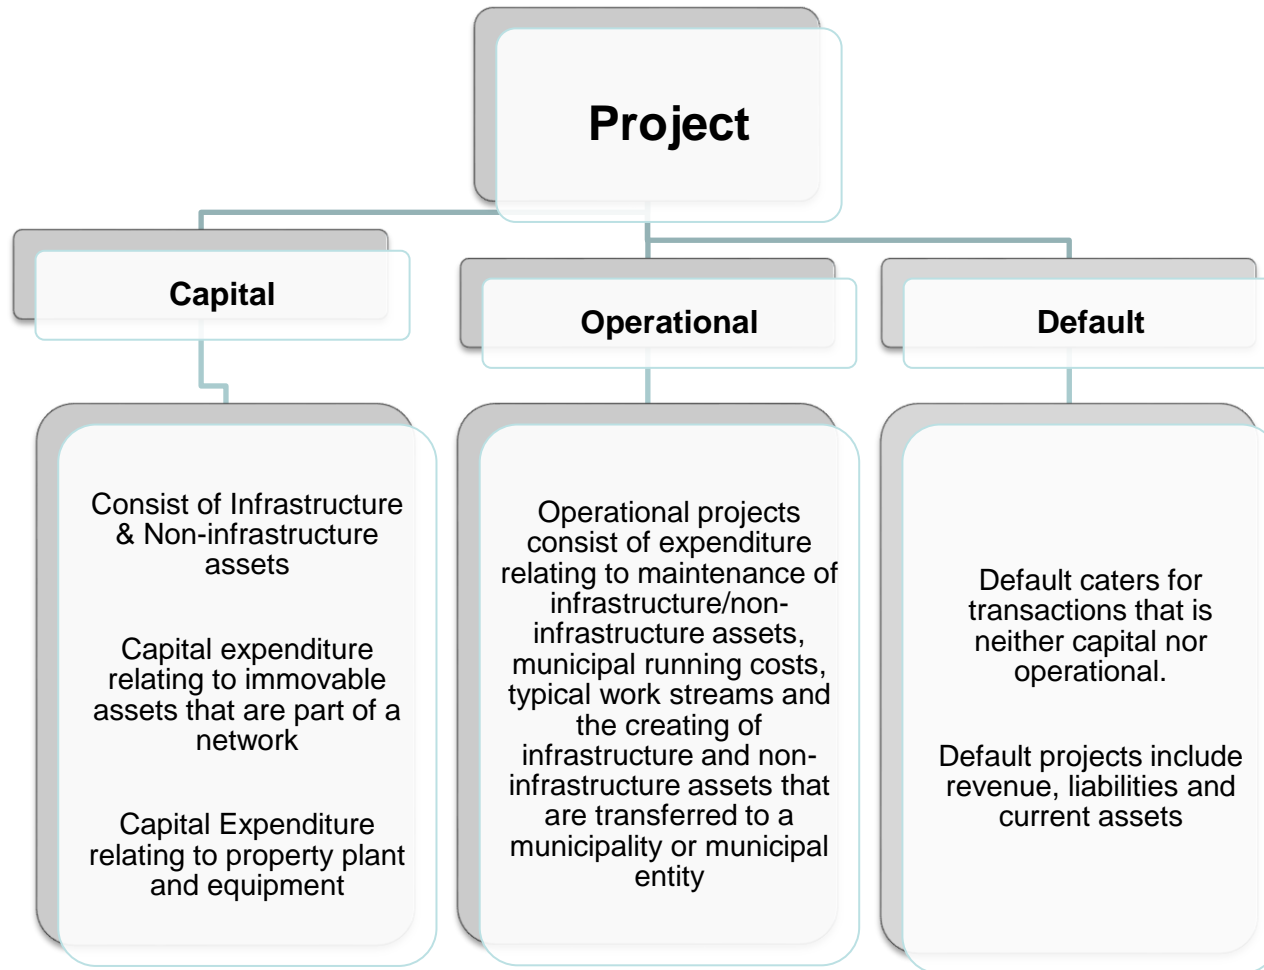 Project
Capital
Operational
Default
Consist of Infrastructure
& Non-infrastructure
assets
Capital expenditure
relating to immovable
assets that are part of a
network
Capital Expenditure
relating to property plant
and equipment
Operational projects
consist of expenditure
relating to maintenance of
infrastructure/non-
infrastructure assets,
municipal running costs,
typical work streams and
the creating of
infrastructure and non-
infrastructure assets that
are transferred to a
municipality or municipal
entity
Default caters for
transactions that is
neither capital nor
operational.
Default projects include
revenue, liabilities and
current assets